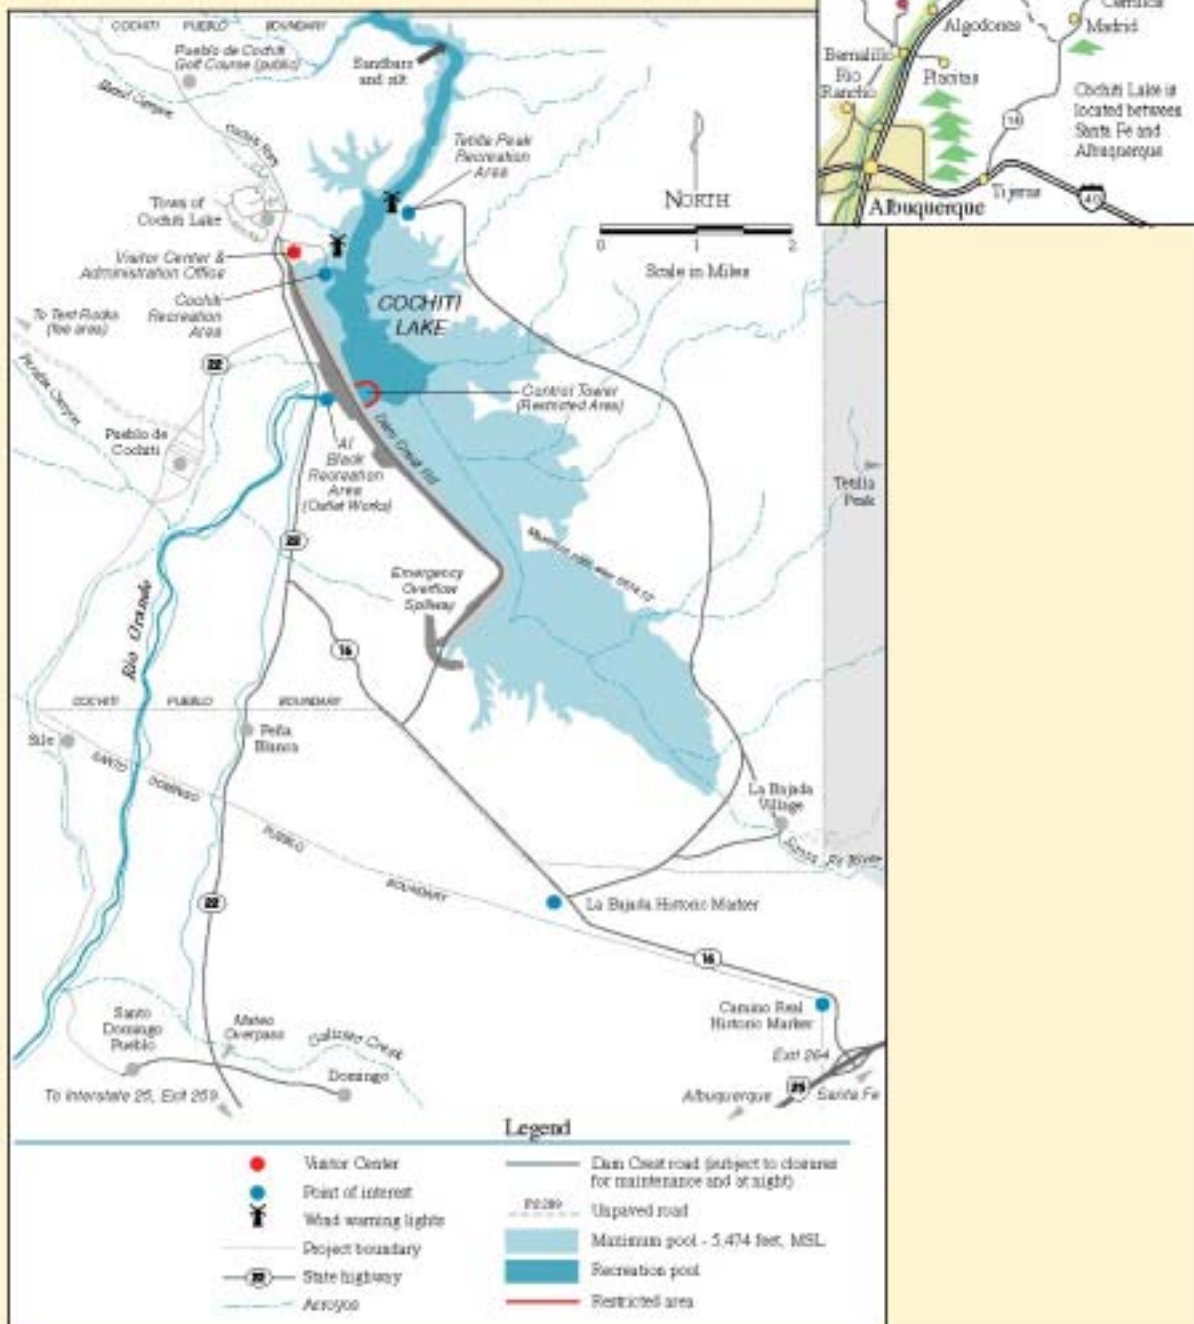 COCHITI PUEBLO BOUNDARY
Pueblo de Cochiti
Golf Course (public)
Sandbars
and silt
Tetilla Peak
Recreation
Area
Town of
Cochiti Lake
Visitor Center &
Administration Office
Cochiti
Recreation
Area
To Tent Rocks
(fee area)
22
Peralta Canyon
Pueblo de
Cochiti
COCHITI
LAKE
NORTH
0 1 2
Scale in Miles
Control Tower
(Restricted Area)
Dam Crest Rd
Al
Black
Recreation
Area
(Outlet Works)
Tetilla
Peak
22
Emergency
Overflow
Spillway
Rio Grande
16
COCHITI PUEBLO BOUNDARY
Sile
Peña
Blanca
SANTO DOMINGO PUEBLO BOUNDARY
La Bajada
Village
Santa Fe River
22
La Bajada Historic Marker
16
Camino Real
Historic Marker
Exit 264
25
Albuquerque
Santa Fe
Santo
Domingo
Pueblo
Mateo
Overpass
Galisteo Creek
Domingo
To Interstate 25, Exit 259
Algodones
Madrid
Bernalillo
Rio
Rancho
Placitas
Cochiti Lake is
located between
Santa Fe and
Albuquerque
Tijeras
40
Albuquerque
Legend
Visitor Center
Point of interest
Wind warning lights
Project boundary
22 State highway
Arroyos
Dam Crest road (subject to closures
for maintenance and at night)
Unpaved road
Maximum pool - 5,474 feet, MSL
Recreation pool
Restricted area